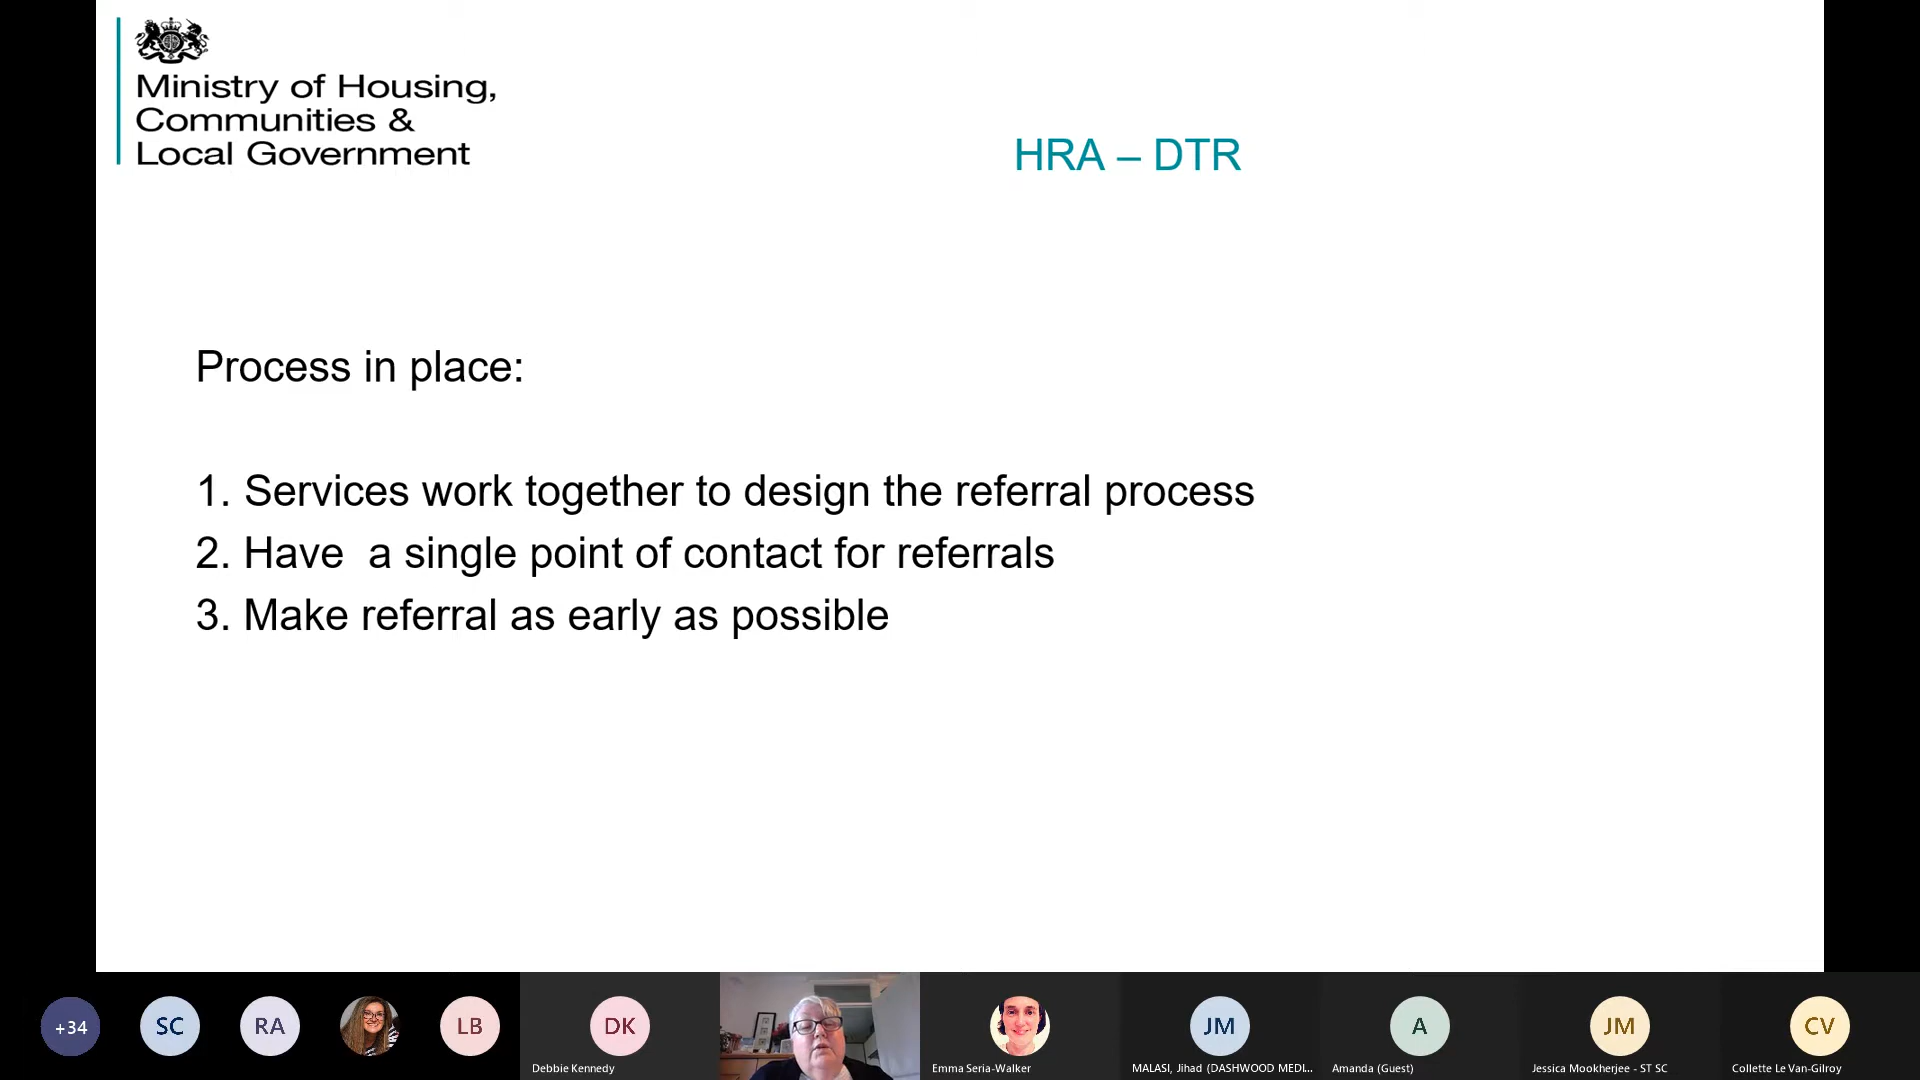 Ministry of Housing,
Communities &
Local Government
HRA – DTR
Process in place:
1. Services work together to design the referral process
2. Have  a single point of contact for referrals
3. Make referral as early as possible
+34
SC
RA
LB
DK
Debbie Kennedy
Emma Seria-Walker
JM
MALASI, Jihad (DASHWOOD MEDI...
A
Amanda (Guest)
JM
Jessica Mookherjee - ST SC
CV
Collette Le Van-Gilroy